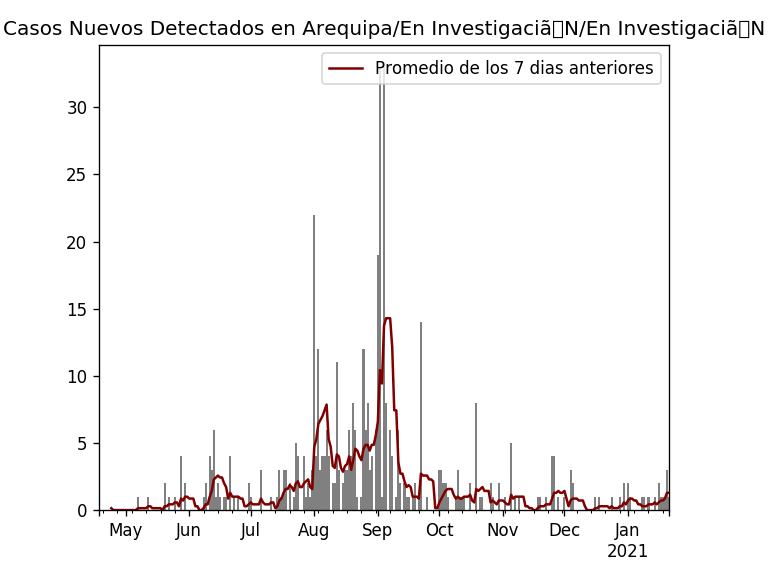 Casos Nuevos Detectados en Arequipa/En Investigaciã□N/En Investigaciã□N
Promedio de los 7 dias anteriores
30
25
20
15
10
5
0
May Jun Jul Aug Sep Oct Nov Dec Jan
2021